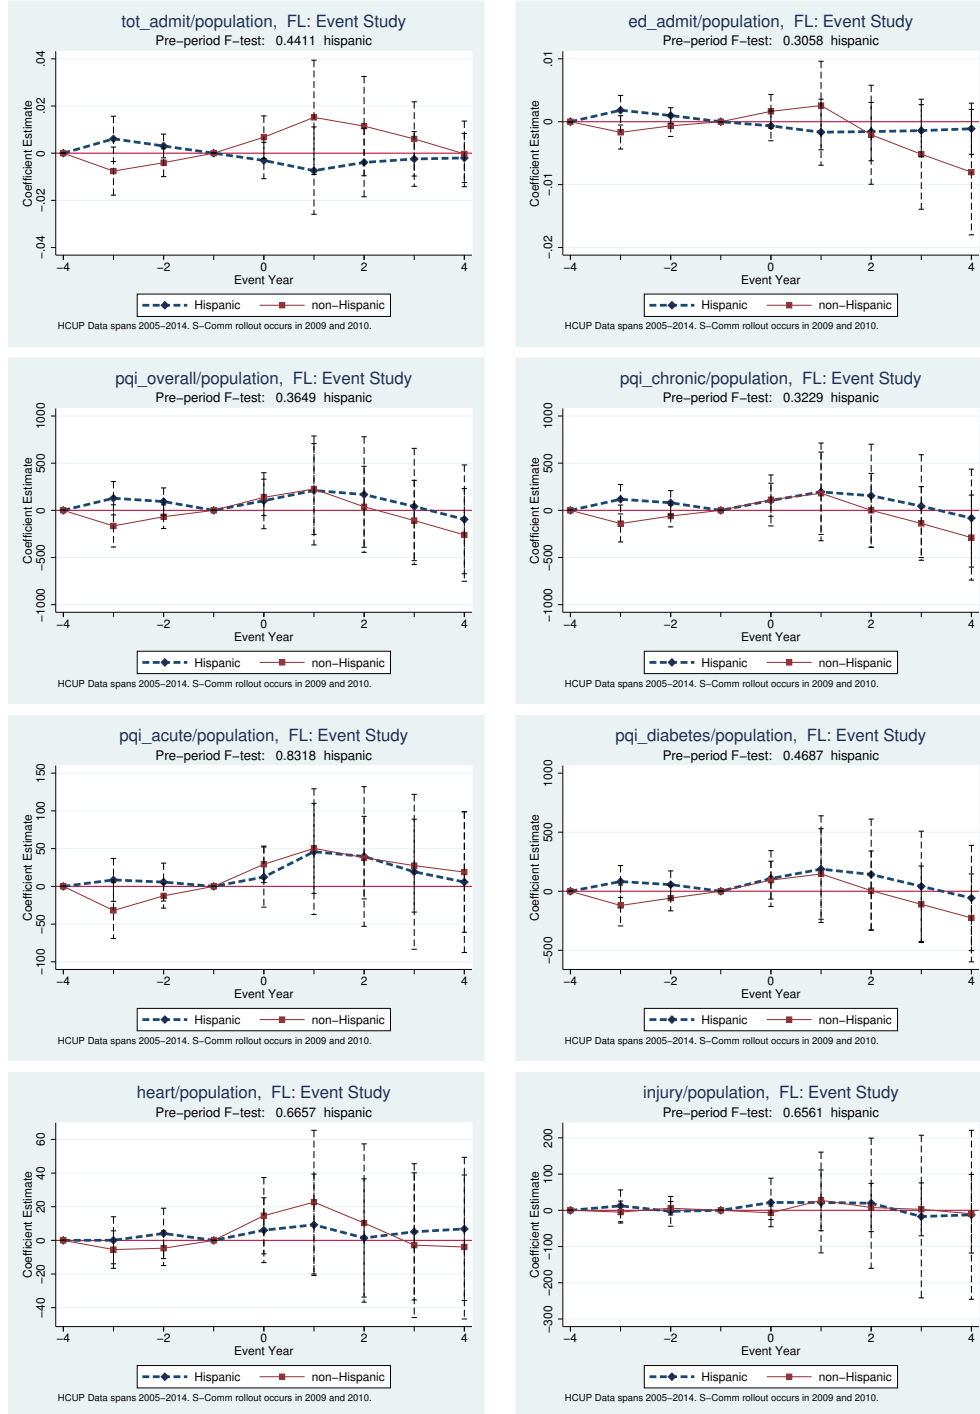 tot_admit/population,  FL: Event Study
Pre−period F−test:   0.4411  hispanic
Coefficient Estimate
.04
.02
0
−.02
−.04
−4 −2 0 2 4
Event Year
Hispanic non−Hispanic
HCUP Data spans 2005−2014. S−Comm rollout occurs in 2009 and 2010.
ed_admit/population,  FL: Event Study
Pre−period F−test:   0.3058  hispanic
Coefficient Estimate
.01
0
−.01
−.02
−4 −2 0 2 4
Event Year
Hispanic non−Hispanic
HCUP Data spans 2005−2014. S−Comm rollout occurs in 2009 and 2010.
pqi_overall/population,  FL: Event Study
Pre−period F−test:   0.3649  hispanic
Coefficient Estimate
1000
500
0
−500
−1000
−4 −2 0 2 4
Event Year
Hispanic non−Hispanic
HCUP Data spans 2005−2014. S−Comm rollout occurs in 2009 and 2010.
pqi_chronic/population,  FL: Event Study
Pre−period F−test:   0.3229  hispanic
Coefficient Estimate
1000
500
0
−500
−1000
−4 −2 0 2 4
Event Year
Hispanic non−Hispanic
HCUP Data spans 2005−2014. S−Comm rollout occurs in 2009 and 2010.
pqi_acute/population,  FL: Event Study
Pre−period F−test:   0.8318  hispanic
Coefficient Estimate
150
100
50
0
−50
−100
−4 −2 0 2 4
Event Year
Hispanic non−Hispanic
HCUP Data spans 2005−2014. S−Comm rollout occurs in 2009 and 2010.
pqi_diabetes/population,  FL: Event Study
Pre−period F−test:   0.4687  hispanic
Coefficient Estimate
1000
500
0
−500
−4 −2 0 2 4
Event Year
Hispanic non−Hispanic
HCUP Data spans 2005−2014. S−Comm rollout occurs in 2009 and 2010.
heart/population,  FL: Event Study
Pre−period F−test:   0.6657  hispanic
Coefficient Estimate
60
40
20
0
−20
−40
−4 −2 0 2 4
Event Year
Hispanic non−Hispanic
HCUP Data spans 2005−2014. S−Comm rollout occurs in 2009 and 2010.
injury/population,  FL: Event Study
Pre−period F−test:   0.6561  hispanic
Coefficient Estimate
200
100
0
−100
−200
−300
−4 −2 0 2 4
Event Year
Hispanic non−Hispanic
HCUP Data spans 2005−2014. S−Comm rollout occurs in 2009 and 2010.